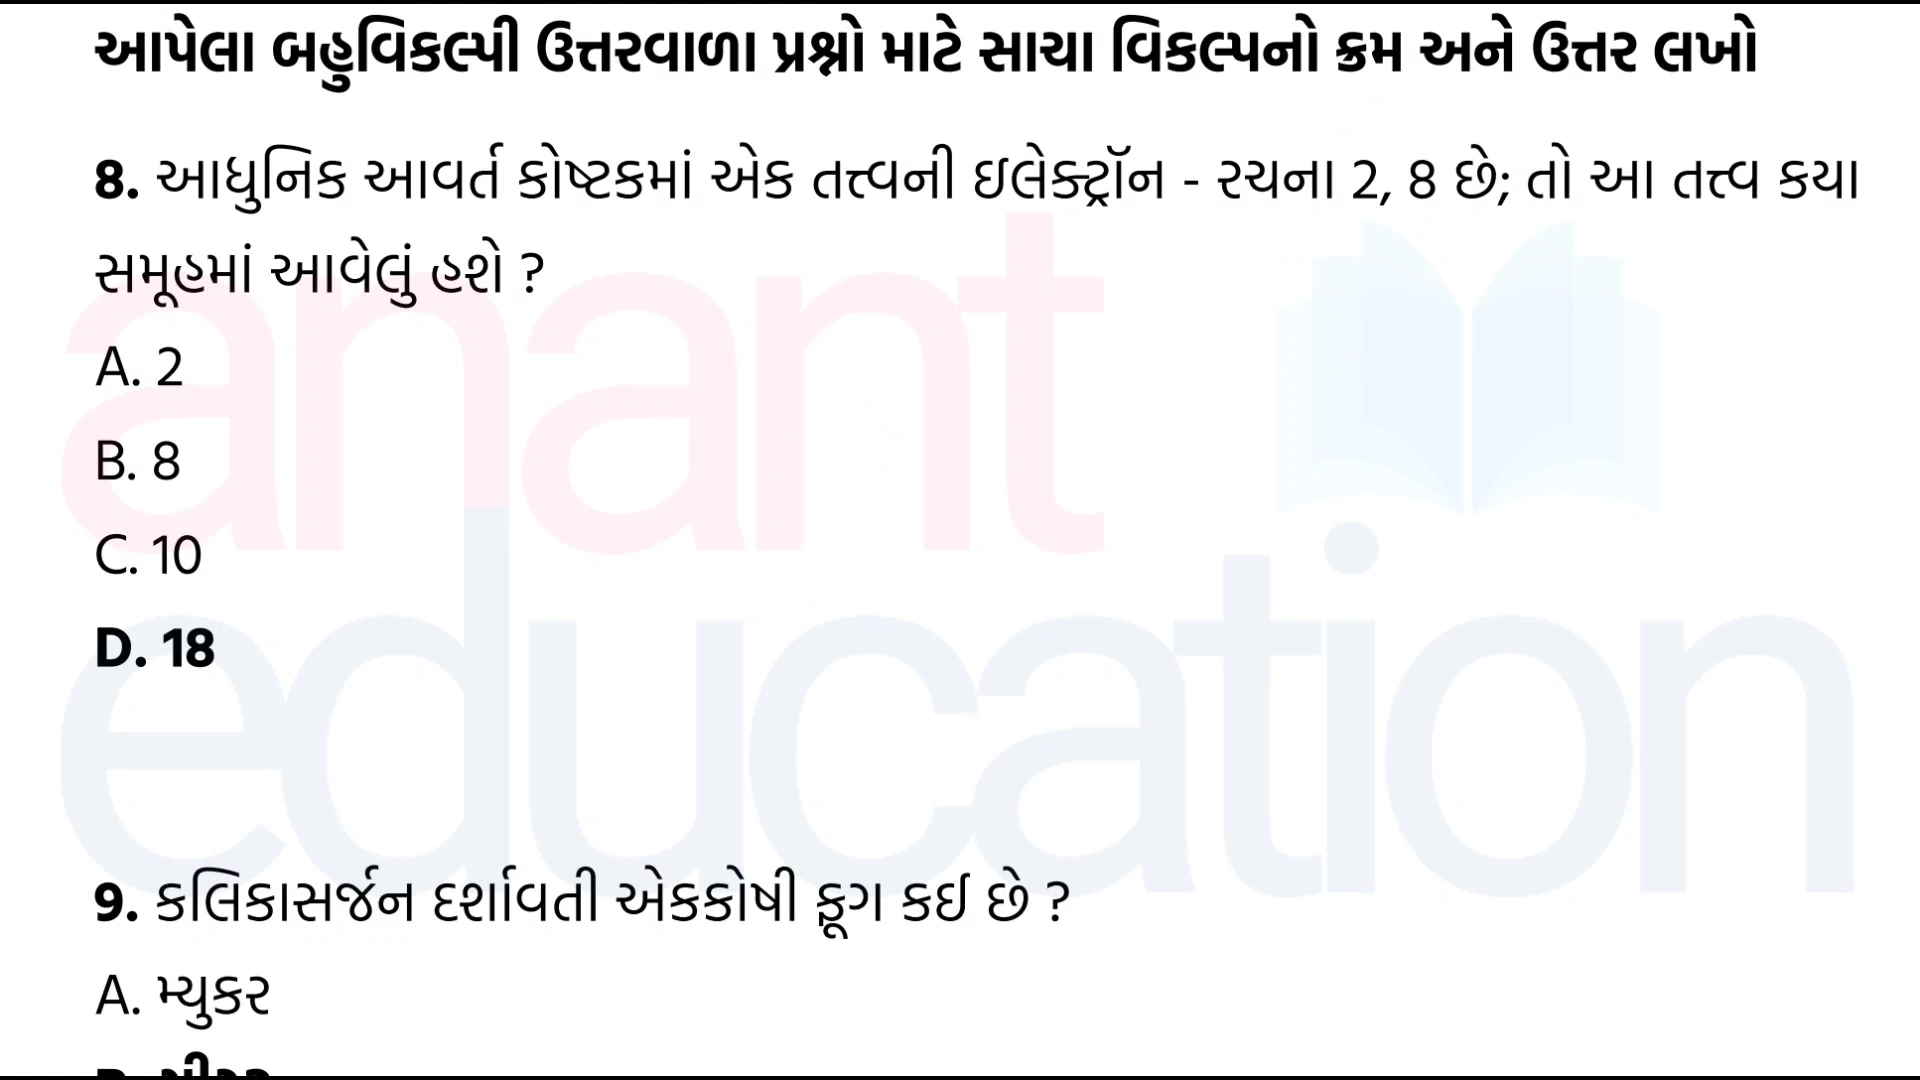 આપેલા બહુવિકલ્પી ઉત્તરવાળા પ્રશ્નો માટે સાચા વિકલ્પનો ક્રમ અને ઉત્તર લખો
8. આધુનિક આવર્ત કોષ્ટકમાં એક તત્ત્વની ઇલેક્ટ્રૉન - રચના 2, 8 છે; તો આ તત્ત્વ કયા
સમૂહમાં આવેલું હશે ?
A. 2
B. 8
C. 10
D. 18
9. કલિકાસર્જન દર્શાવતી એકકોષી ફૂગ કઈ છે ?
A. મ્યુકર
anant
education